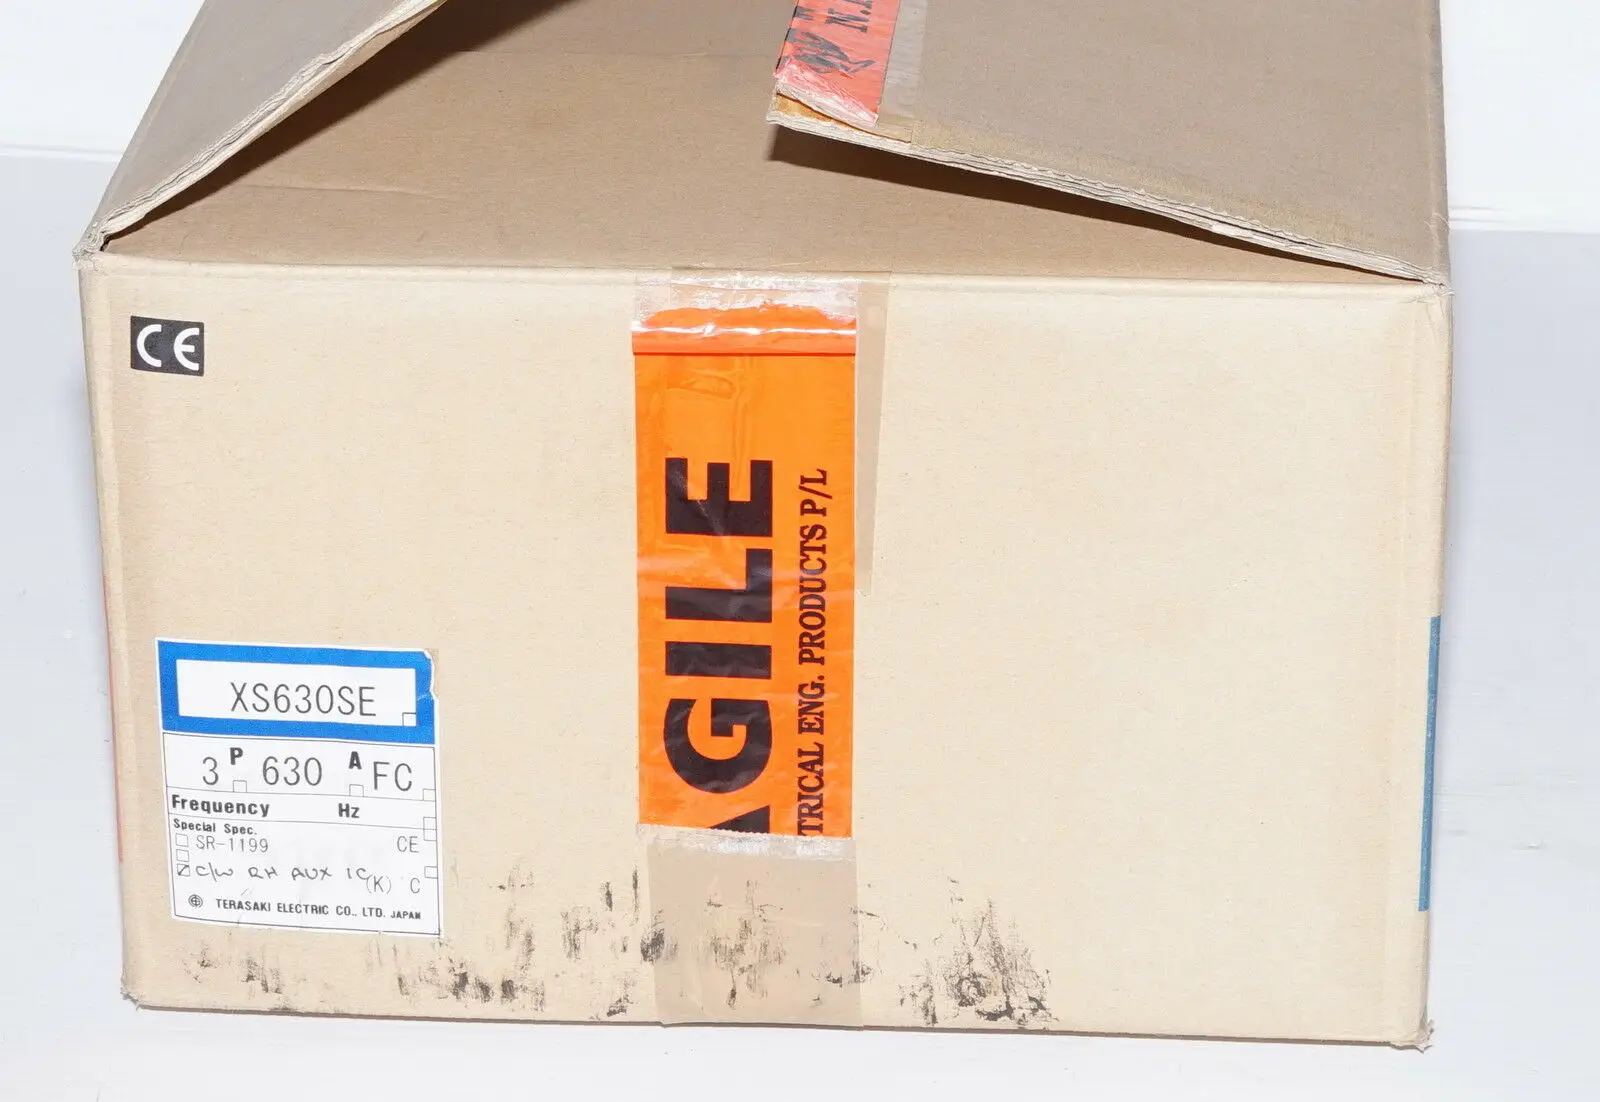 N.
CE
AGILE
TRICAL ENG. PRODUCTS P/L
XS630SE
3 P 630 A FC
Frequency Hz
Special Spec.
SR-1199 CE
c/w RH AUX 1C(K) C
TERASAKI ELECTRIC CO., LTD. JAPAN